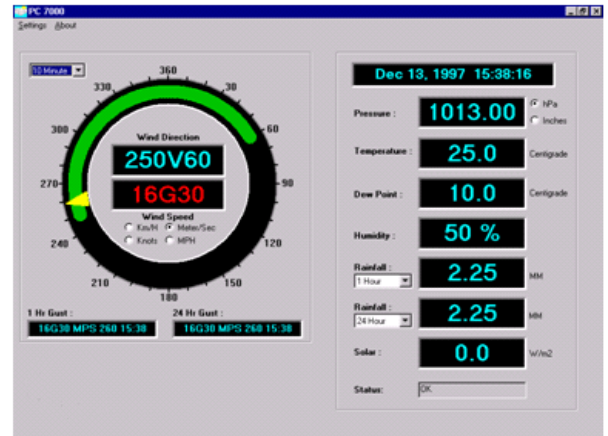 PC 7000
Settings About
10 Minute
360
330 30
300 60
Wind Direction
250V60
270 90
16G30
Wind Speed
Km/H Meter/Sec
Knots MPH
240 120
210 150
180
1 Hr Gust : 24 Hr Gust :
16G30 MPS 260 15:38 16G30 MPS 260 15:38
Dec 13, 1997 15:38:16
Pressure : 1013.00 hPa
Inches
Temperature : 25.0 Centigrade
Dew Point : 10.0 Centigrade
Humidity : 50 %
Rainfall :
1 Hour 2.25 MM
Rainfall :
24 Hour 2.25 MM
Solar : 0.0 W/m2
Status: OK